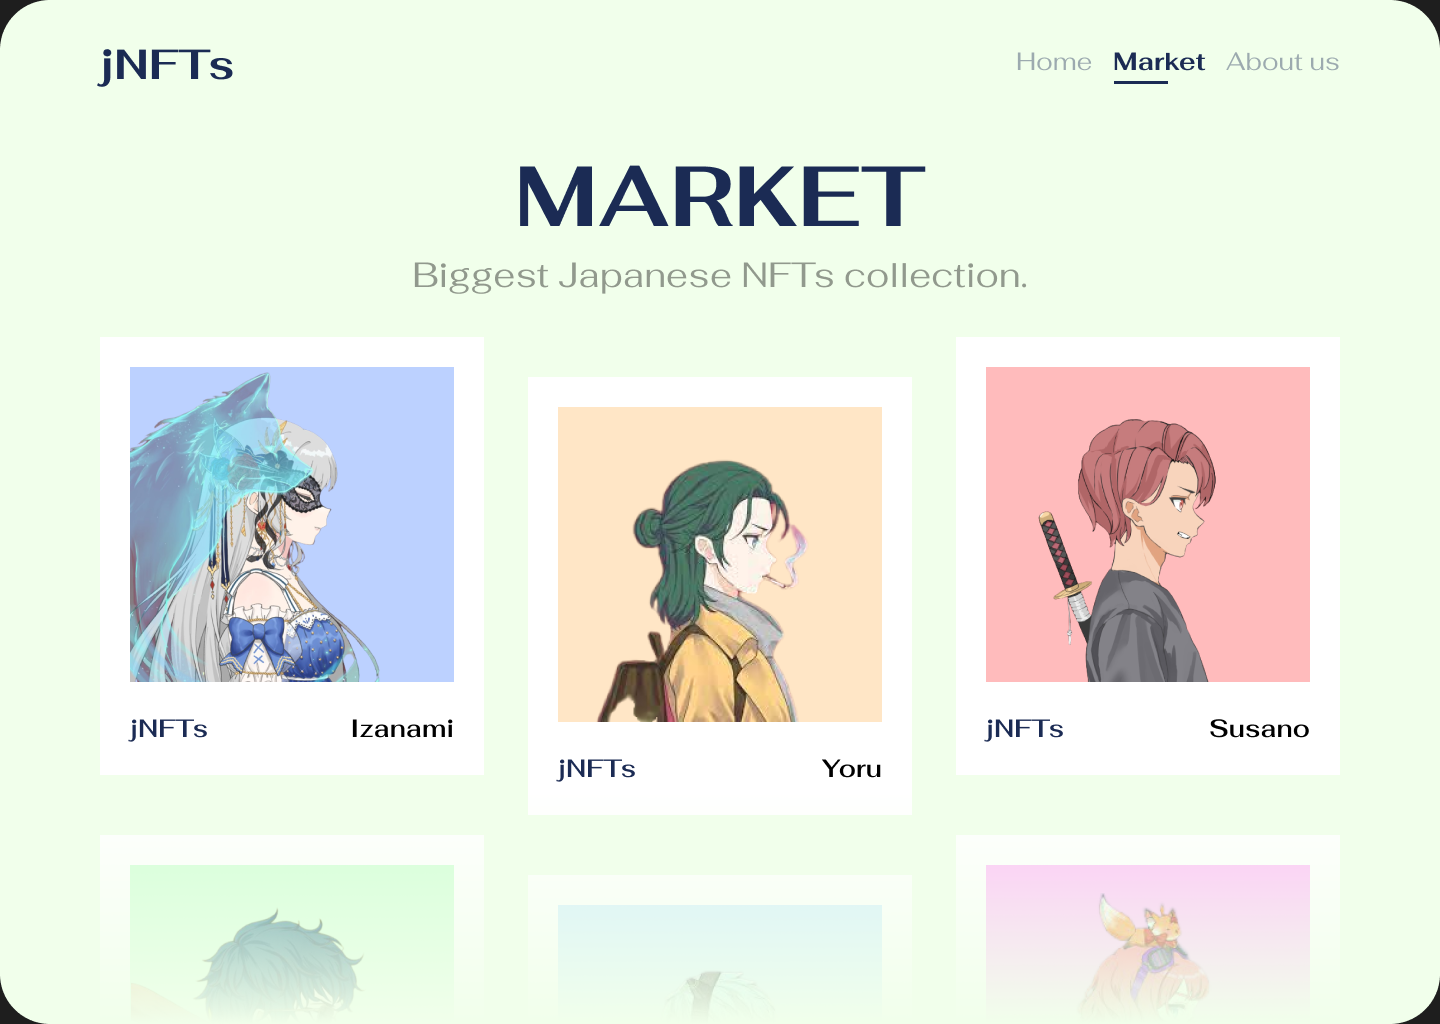 jNFTs
Home Market About us
MARKET
Biggest Japanese NFTs collection.
jNFTs Izanami
jNFTs Yoru
jNFTs Susano